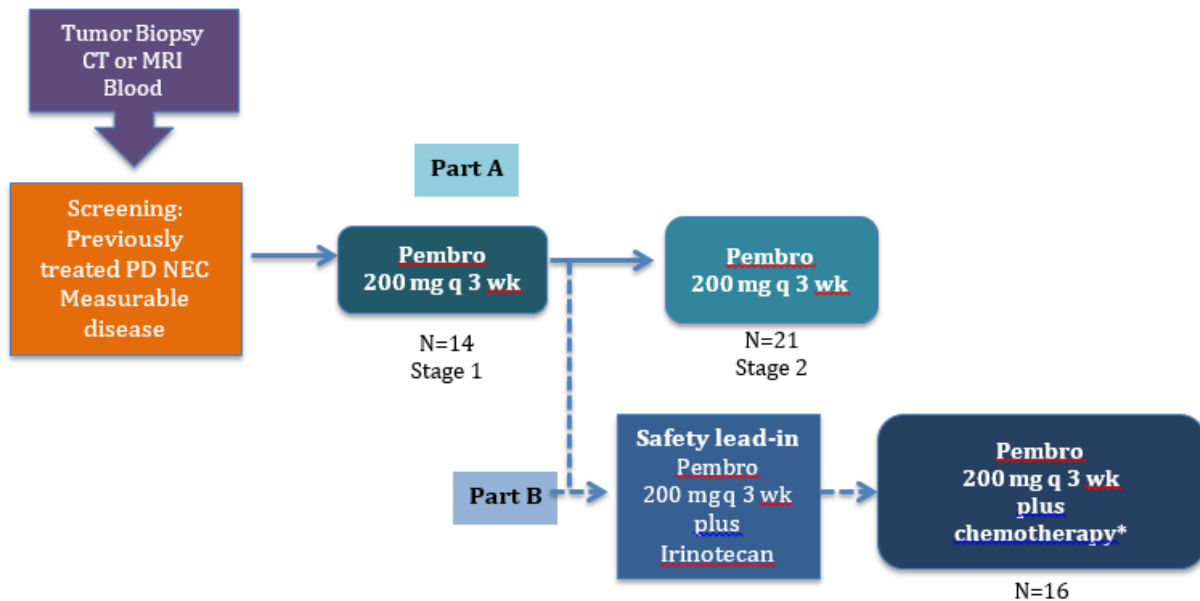 Tumor Biopsy
CT or MRI
Blood
Screening:
Previously
treated PD NEC
Measurable
disease
Part A
Pembro
200 mg q 3 wk
N=14
Stage 1
Pembro
200 mg q 3 wk
N=21
Stage 2
Part B
Safety lead-in
Pembro
200 mg q 3 wk
plus
Irinotecan
Pembro
200 mg q 3 wk
plus
chemotherapy*
N=16